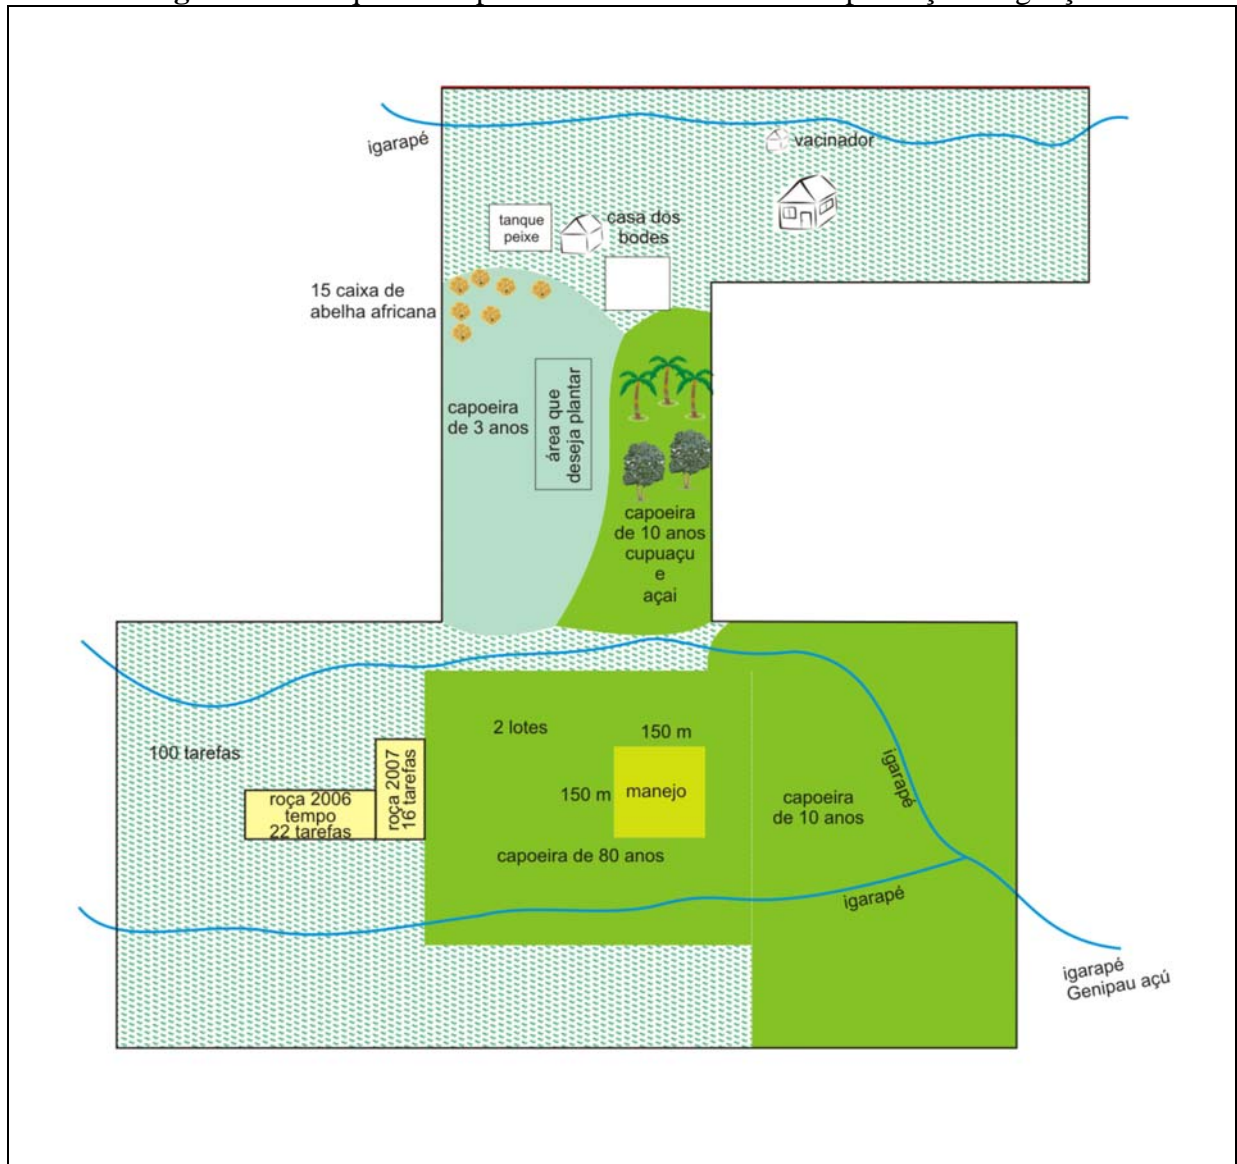 igarapé
vacinador
tanque
peixe
casa dos
bodes
15 caixa de
abelha africana
capoeira
de 3 anos
área que
deseja plantar
capoeira
de 10 anos
cupuaçu
e
açai
100 tarefas
2 lotes
150 m
roça 2007
16 tarefas
roça 2006
tempo
22 tarefas
150 m
manejo
capoeira
de 10 anos
igarapé
capoeira de 80 anos
igarapé
igarapé
Genipau açú